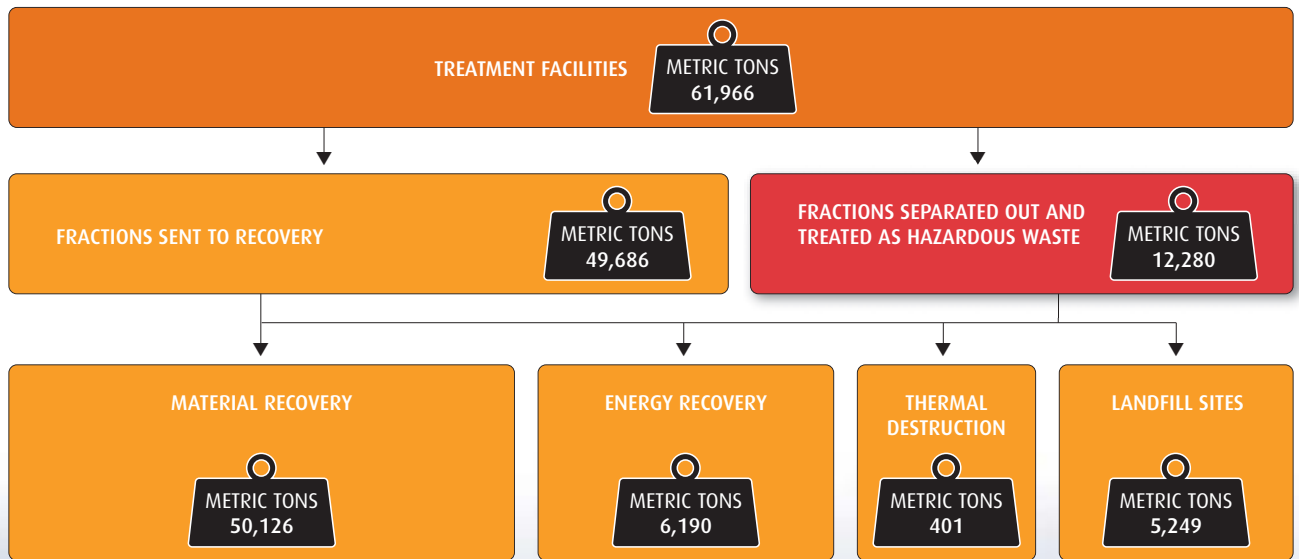 TREATMENT FACILITIES
METRIC TONS
61,966
FRACTIONS SENT TO RECOVERY
METRIC TONS
49,686
FRACTIONS SEPARATED OUT AND
TREATED AS HAZARDOUS WASTE
METRIC TONS
12,280
MATERIAL RECOVERY
METRIC TONS
50,126
ENERGY RECOVERY
METRIC TONS
6,190
THERMAL
DESTRUCTION
METRIC TONS
401
LANDFILL SITES
METRIC TONS
5,249